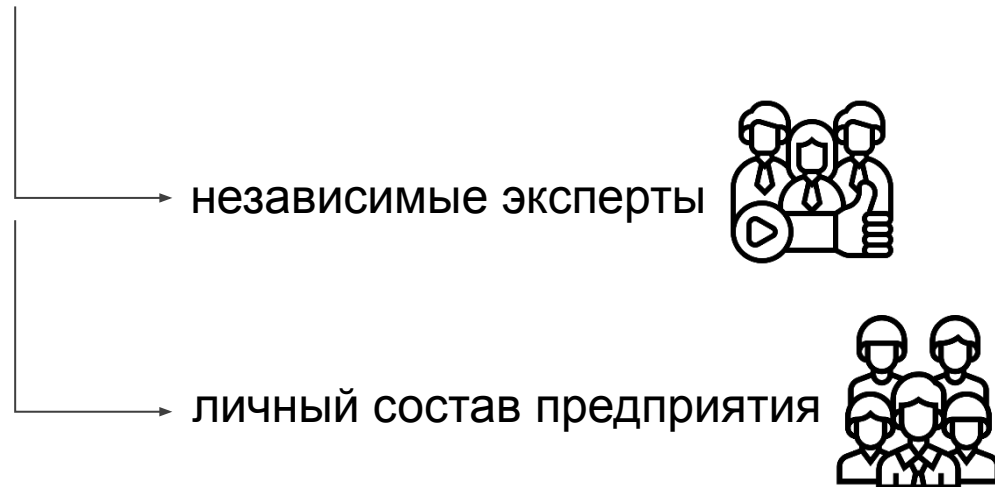 независимые эксперты
личный состав предприятия